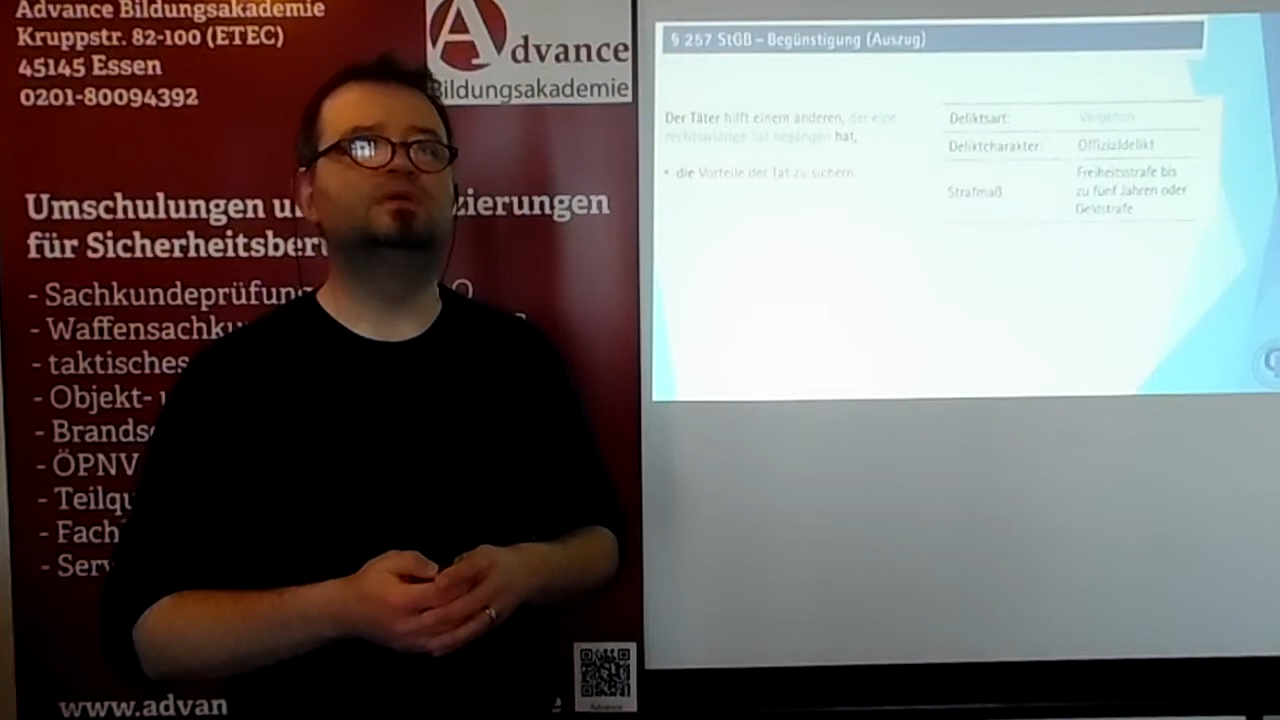 Advance Bildungsakademie
Kruppstr. 82-100 (ETEC)
45145 Essen
0201-80094392
Advance
Bildungsakademie
Umschulungen
für Sicherheitsber
- Sachkundeprüfung
- Waffensachku
- taktisches
- Objekt-
- Brands
- ÖPNV
- Teilqu
- Fach
- Serv
www.advan
Advance
§ 257 StGB – Begünstigung (Auszug)
Der Täter hilft einem anderen, der eine
rechtswidrige Tat begangen hat,
• die Vorteile der Tat zu sichern.
Deliktsart: Vergehen
Deliktcharakter: Offizialdelikt
Strafmaß Freiheitsstrafe bis
zu fünf Jahren oder
Geldstrafe